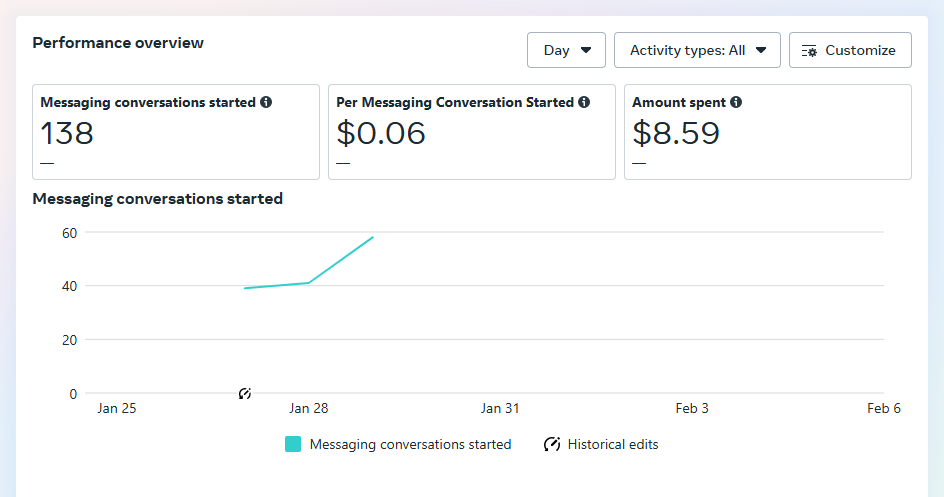 Performance overview
Day
Activity types: All
Customize
Messaging conversations started
138
—
Per Messaging Conversation Started
$0.06
—
Amount spent
$8.59
—
Messaging conversations started
60
40
20
0
Jan 25
Jan 28
Jan 31
Feb 3
Feb 6
Messaging conversations started
Historical edits